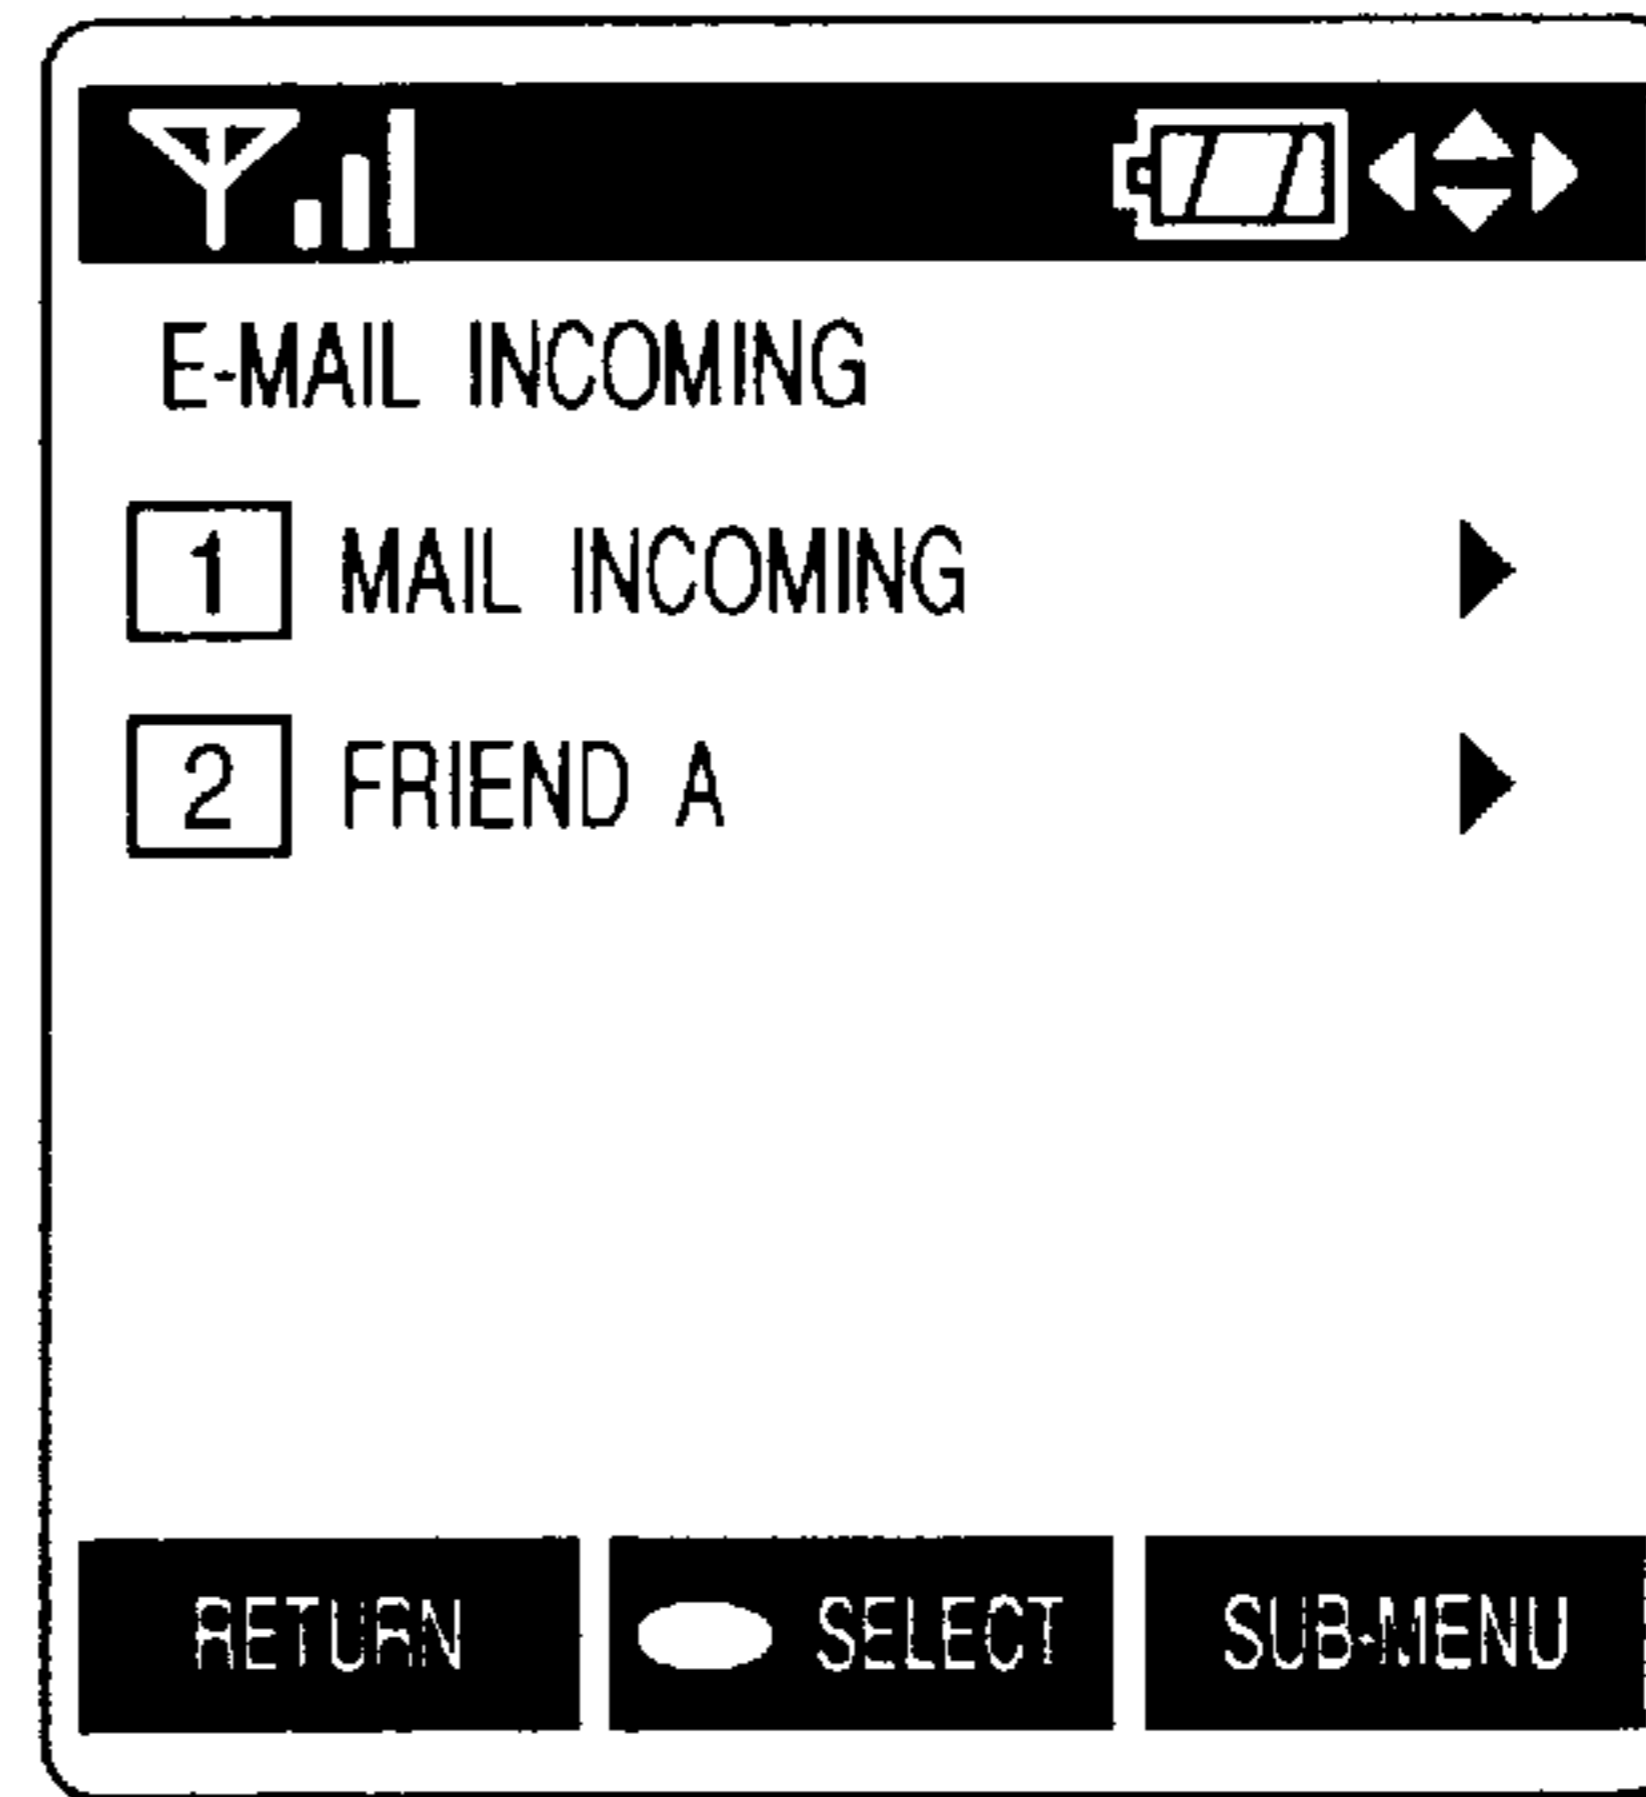 E-MAIL INCOMING
1 MAIL INCOMING
2 FRIEND A
RETURN SELECT SUB-MENU